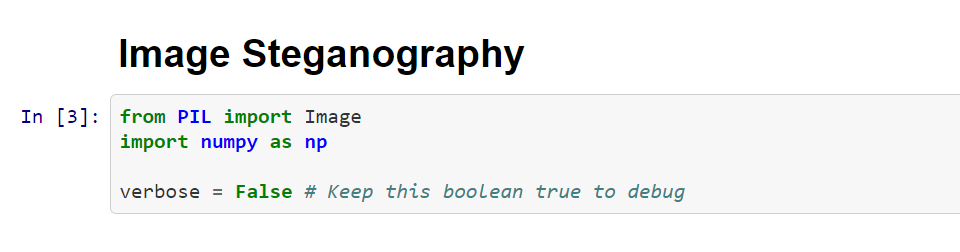 Image Steganography
In [3]:
from PIL import Image
import numpy as np
verbose = False # Keep this boolean true to debug